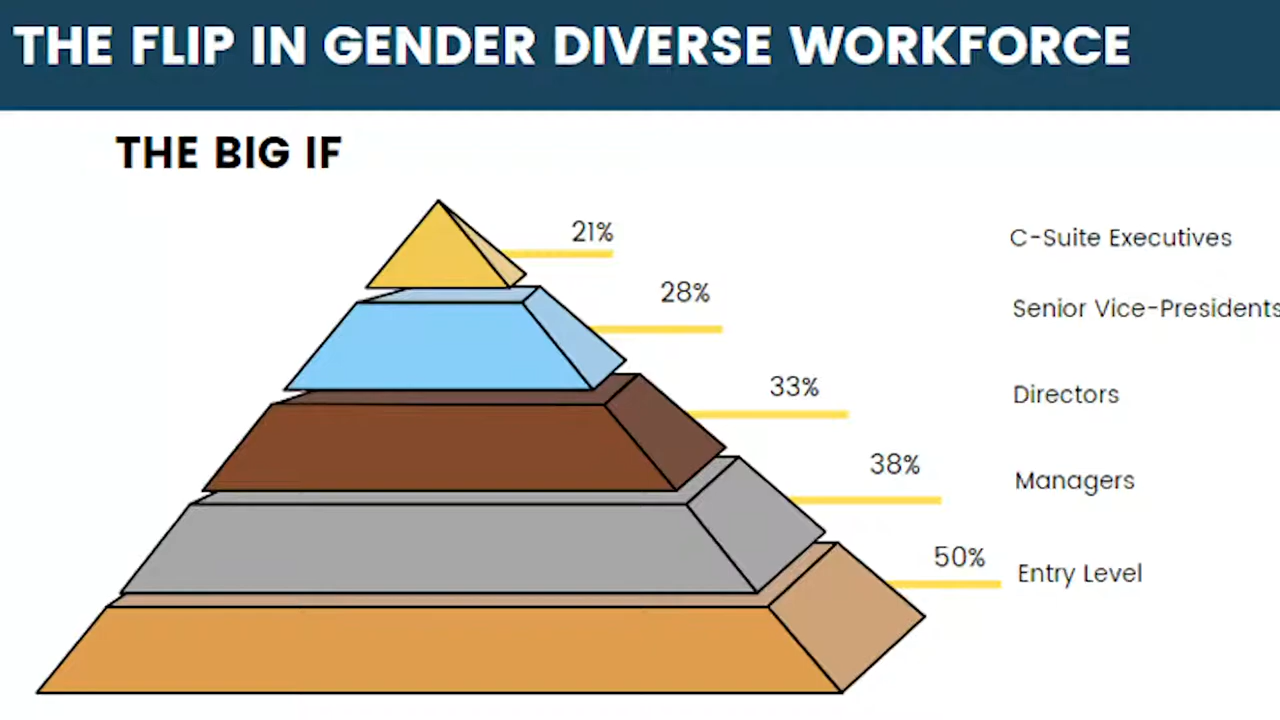 THE FLIP IN GENDER DIVERSE WORKFORCE
THE BIG IF
21%
C-Suite Executives
28%
Senior Vice-Presidents
33%
Directors
38%
Managers
50%
Entry Level